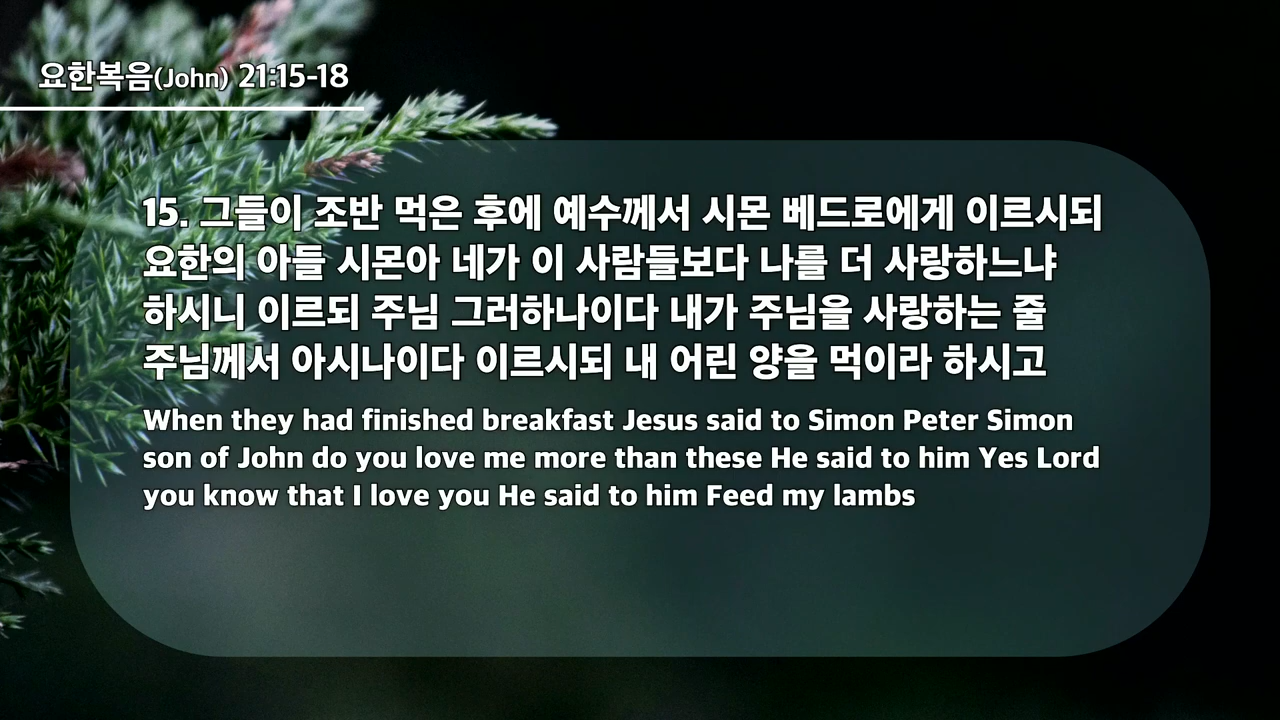 요한복음(John) 21:15-18
15. 그들이 조반 먹은 후에 예수께서 시몬 베드로에게 이르시되
요한의 아들 시몬아 네가 이 사람들보다 나를 더 사랑하느냐
하시니 이르되 주님 그러하나이다 내가 주님을 사랑하는 줄
주님께서 아시나이다 이르시되 내 어린 양을 먹이라 하시고
When they had finished breakfast Jesus said to Simon Peter Simon
son of John do you love me more than these He said to him Yes Lord
you know that I love you He said to him Feed my lambs